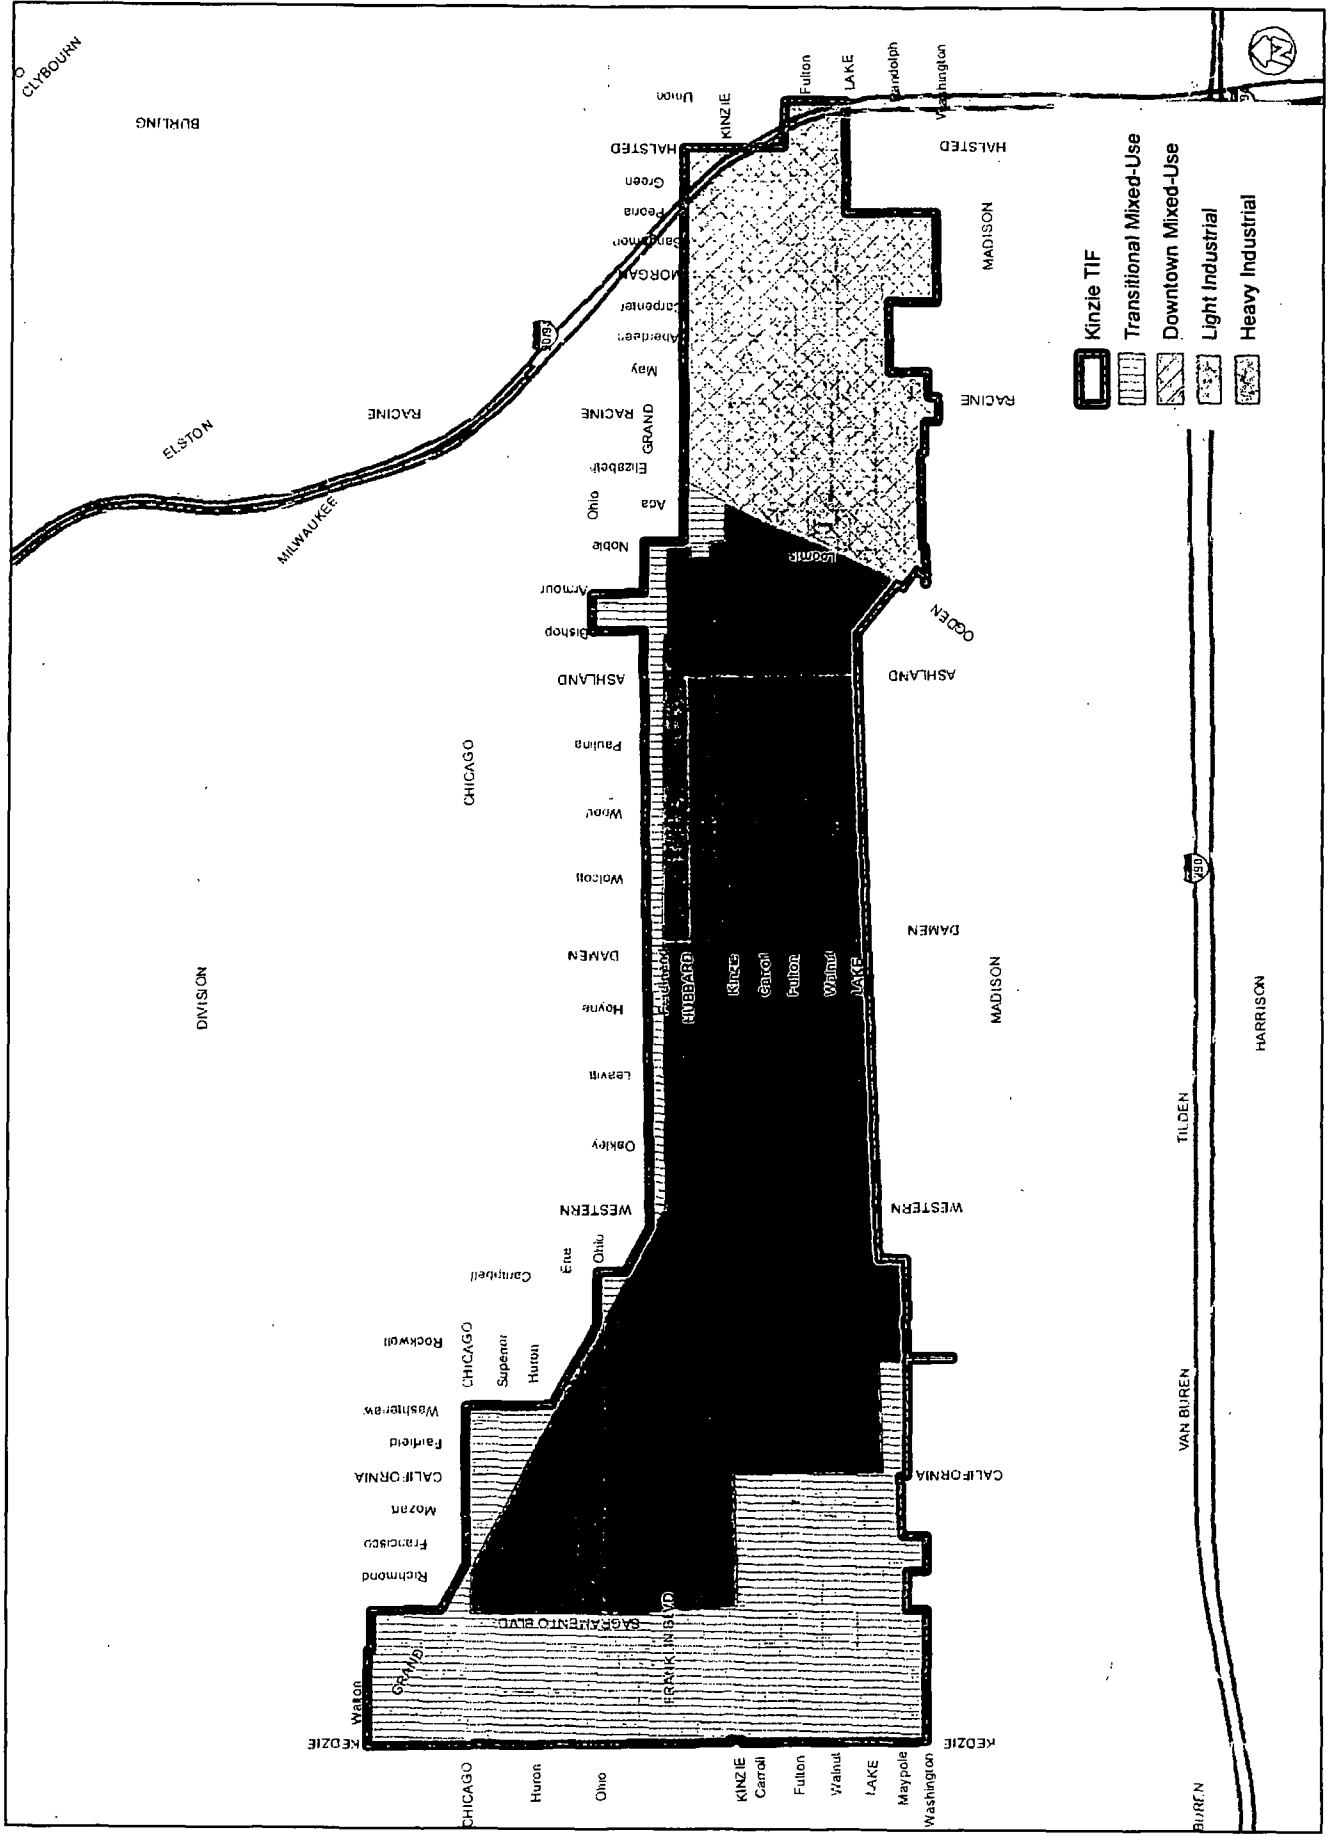 CLYBOURN
BURLING
DIVISION
ELSTON
RACINE
MILWAUKEE
90/94
CHICAGO
Union
HALSTED
Green
Peoria
Sangamon
MORGAN
Carpenter
Aberdeen
May
RACINE
GRAND
Elizabeth
Ohio
Ada
Noble
Armour
Bishop
ASHLAND
Paulina
Wood
Wolcott
DAMEN
Hoyne
Leavitt
Oakley
WESTERN
Erie
Ohio
Campbell
Rockwell
CHICAGO
Superior
Huron
Washtenaw
Fairfield
CALIFORNIA
Mozart
Francisco
Richmond
Walton
GRAND
KEDZIE
SACRAMENTO BLVD
FRANKLIN BLVD
CHICAGO
Huron
Ohio
KINZIE
Carroll
Fulton
Walnut
LAKE
Maypole
Washington
KEDZIE
HUBBARD
Kinzie
Carroll
Fulton
Walnut
LAKE
Loomis
KINZIE
Fulton
LAKE
Randolph
Washington
HALSTED
MADISON
RACINE
OGDEN
ASHLAND
DAMEN
MADISON
WESTERN
CALIFORNIA
290
TILDEN
VAN BUREN
HARRISON
BUREN
N
Kinzie TIF
Transitional Mixed-Use
Downtown Mixed-Use
Light Industrial
Heavy Industrial